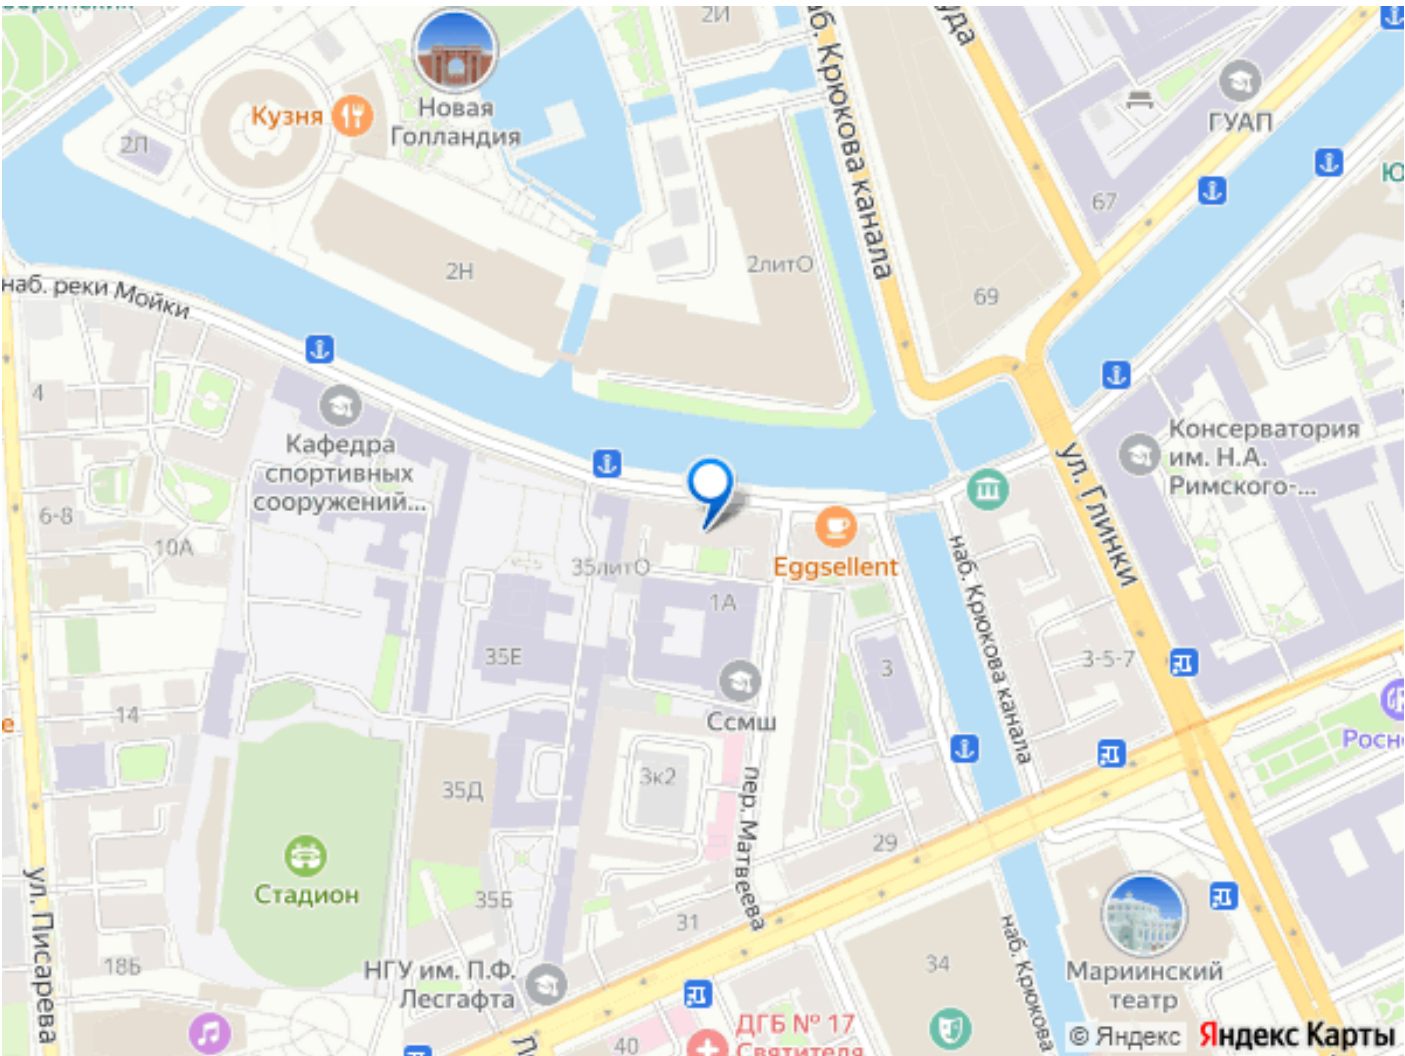 2И
уда
наб. Крюкова канала
ГУАП
Новая
Голландия
Кузня
2Л
67
2Н
2литО
69
наб. реки Мойки
4
Кафедра
спортивных
сооружений...
Консерватория
им. Н.А.
Римского-...
ул. Глинки
6-8
10А
35литО
Eggsellent
1А
наб. Крюкова канала
35Е
3
3-5-7
Ссмш
14
е
3к2
35Д
пер. Матвеева
29
Росн
Стадион
ул. Писарева
35Б
31
18Б
НГУ им. П.Ф.
Лесгафта
34
наб. Крюкова
Мариинский
театр
40
ДГБ № 17
Святителя
© Яндекс Яндекс Карты